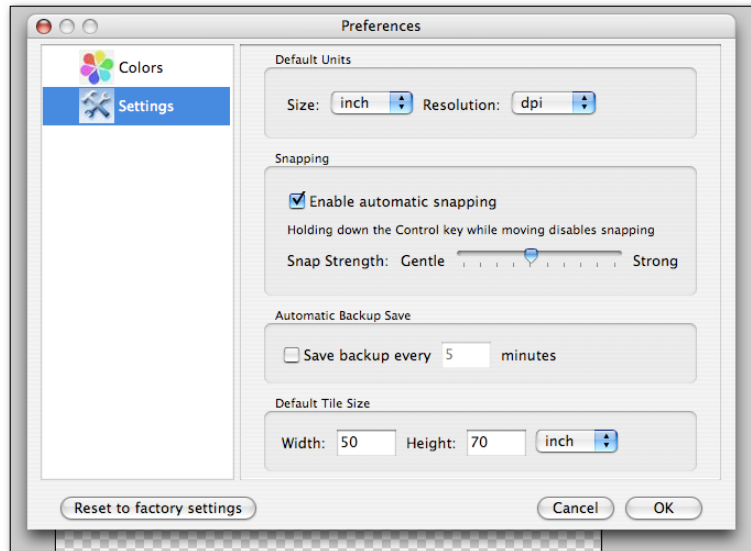 Preferences
Colors
Settings
Default Units
Size: inch Resolution: dpi
Snapping
Enable automatic snapping
Holding down the Control key while moving disables snapping
Snap Strength: Gentle Strong
Automatic Backup Save
Save backup every 5 minutes
Default Tile Size
Width: 50 Height: 70 inch
Reset to factory settings Cancel OK